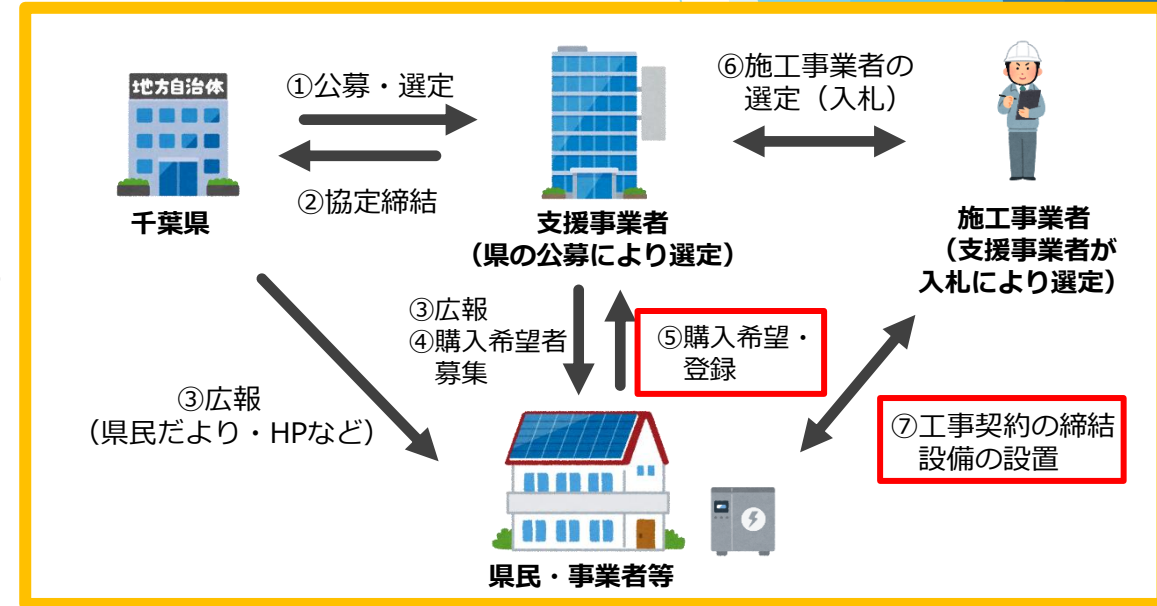 地方自治体
①公募・選定
②協定締結
千葉県
支援事業者
（県の公募により選定）
⑥施工事業者の
選定（入札）
施工事業者
（支援事業者が
入札により選定）
③広報
④購入希望者
募集
⑤購入希望・
登録
③広報
（県民だより・HPなど）
⑦工事契約の締結
設備の設置
県民・事業者等